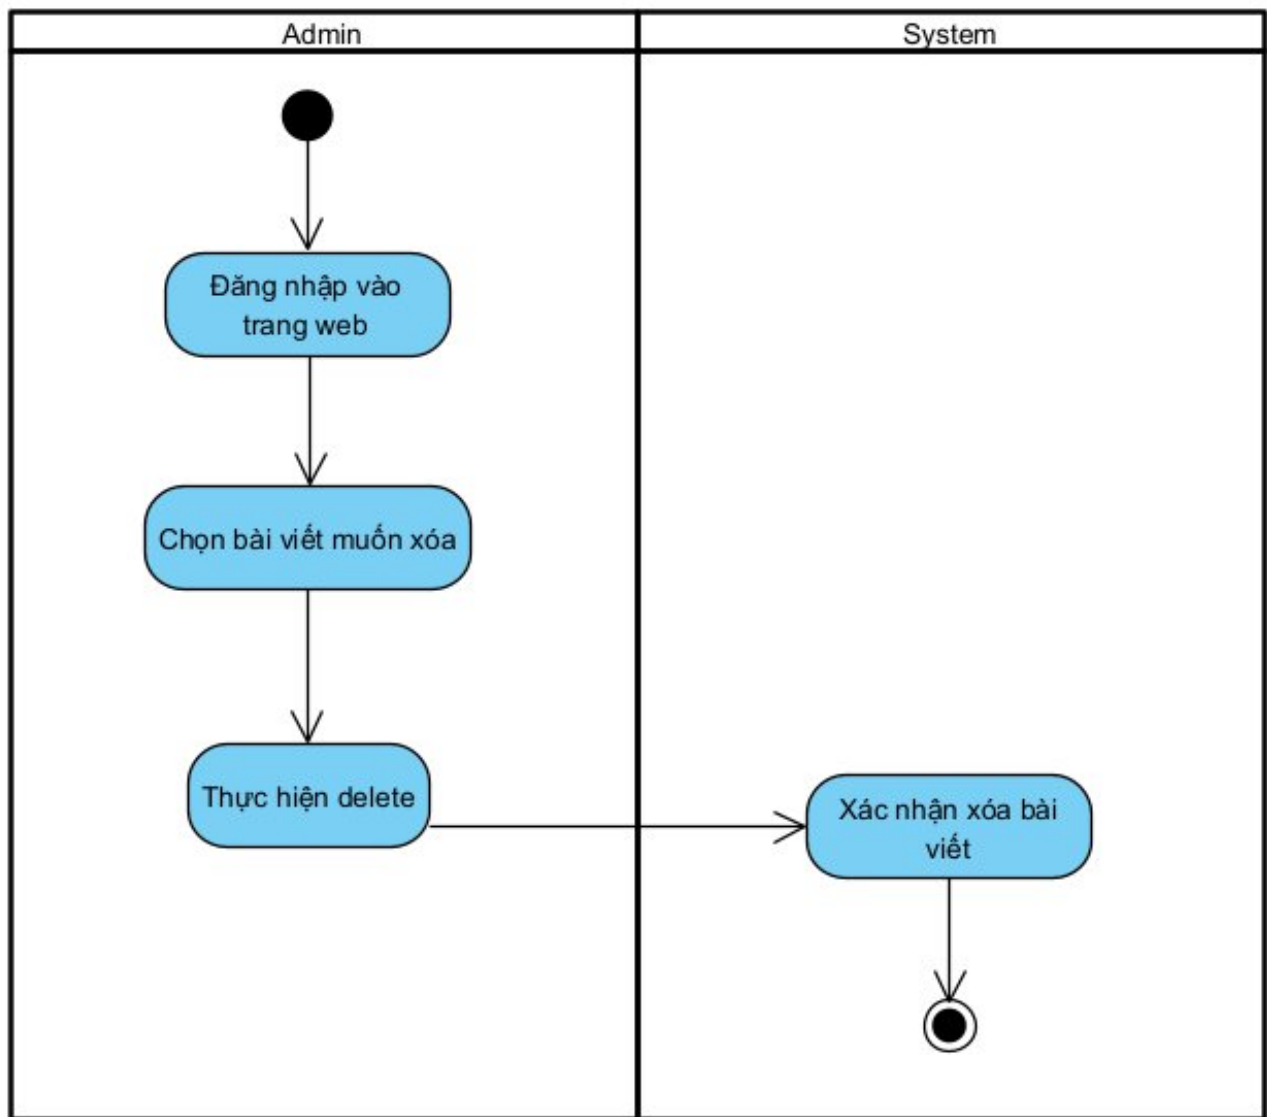 Admin
System
Đăng nhập vào
trang web
Chọn bài viết muốn xóa
Thực hiện delete
Xác nhận xóa bài
viết